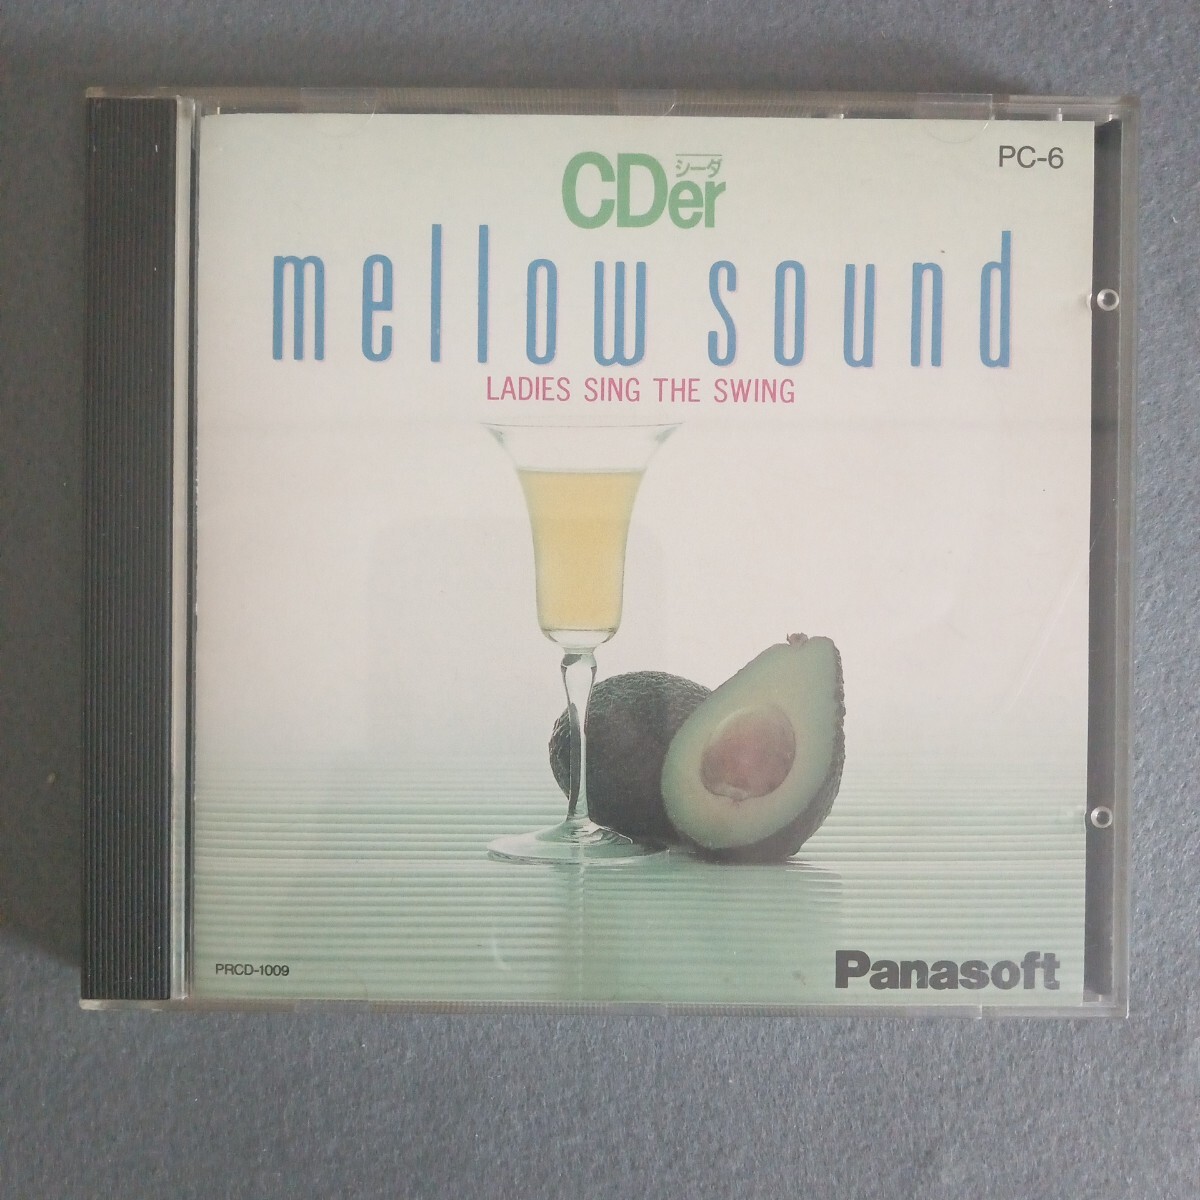 PC-6
シーダ
CDer
mellow sound
LADIES SING THE SWING
PRCD-1009
Panasoft